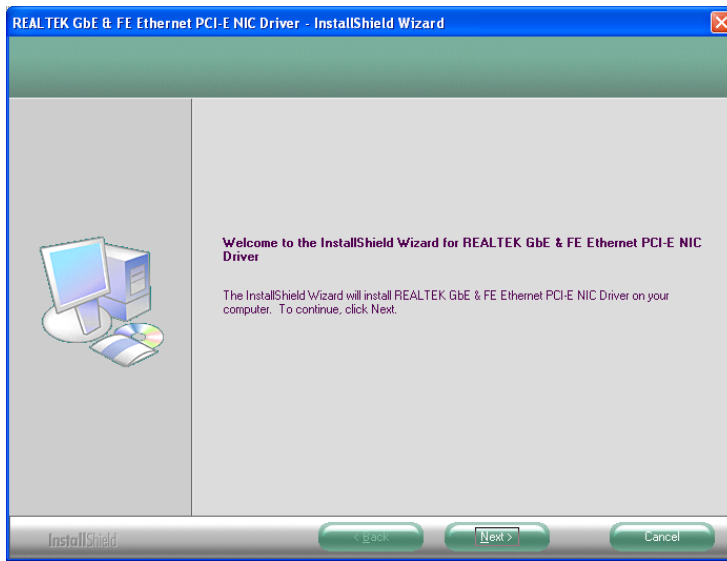 REALTEK GbE & FE Ethernet PCI-E NIC Driver - InstallShield Wizard
Welcome to the InstallShield Wizard for REALTEK GbE & FE Ethernet PCI-E NIC
Driver
The InstallShield Wizard will install REALTEK GbE & FE Ethernet PCI-E NIC Driver on your
computer. To continue, click Next.
InstallShield
< Back
Next >
Cancel